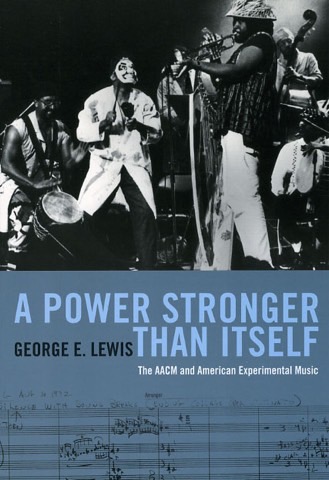 A POWER STRONGER
GEORGE E. LEWIS THAN ITSELF
The AACM and American Experimental Music